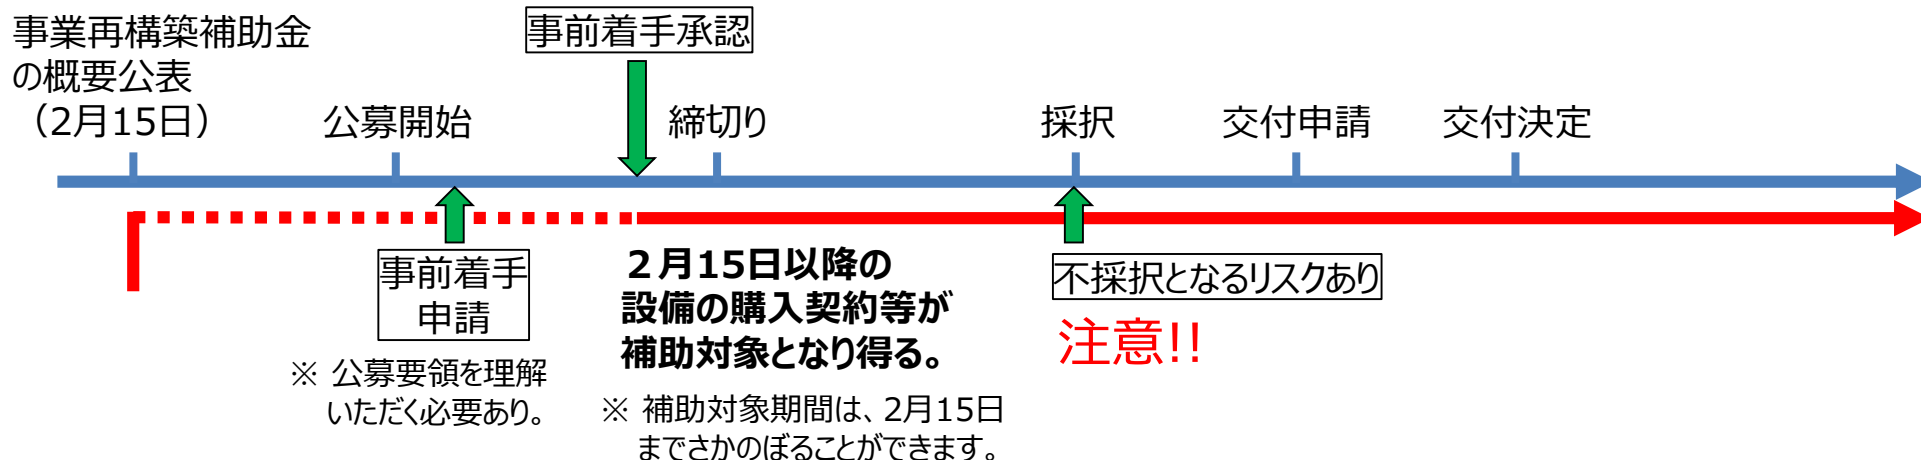 事業再構築補助金
の概要公表
（2月15日）
公募開始
事前着手承認
締切り
採択
交付申請
交付決定
事前着手
申請
※ 公募要領を理解
いただく必要あり。
２月15日以降の
設備の購入契約等が
補助対象となり得る。
※ 補助対象期間は、2月15日
までさかのぼることができます。
不採択となるリスクあり
注意!!